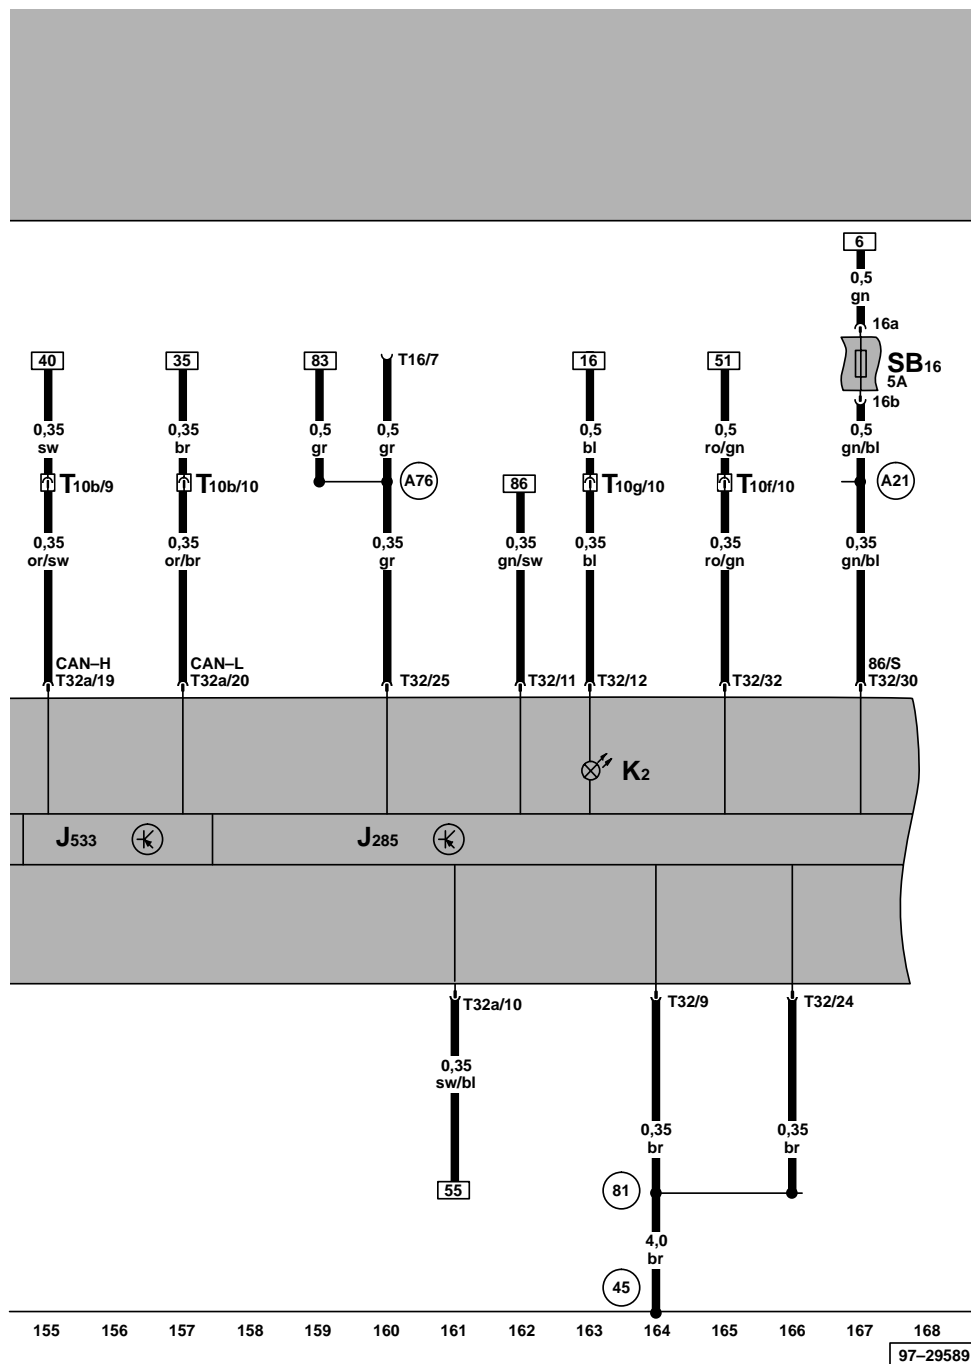 6
0,5
gn
16a
SB16
5A
16b
40
35
83
T16/7
16
51
0,35
0,35
0,5
0,5
0,5
0,5
0,5
sw
br
gr
gr
bl
ro/gn
gn/bl
T10b/9
T10b/10
A76
86
T10g/10
T10f/10
A21
0,35
0,35
0,35
0,35
0,35
0,35
0,35
or/sw
or/br
gr
gn/sw
bl
ro/gn
gn/bl
CAN–H
CAN–L
86/S
T32a/19
T32a/20
T32/25
T32/11
T32/12
T32/32
T32/30
K2
J533
J285
T32a/10
T32/9
T32/24
0,35
sw/bl
0,35
0,35
br
br
55
81
4,0
br
45
155 156 157 158 159 160 161 162 163 164 165 166 167 168
97–29589